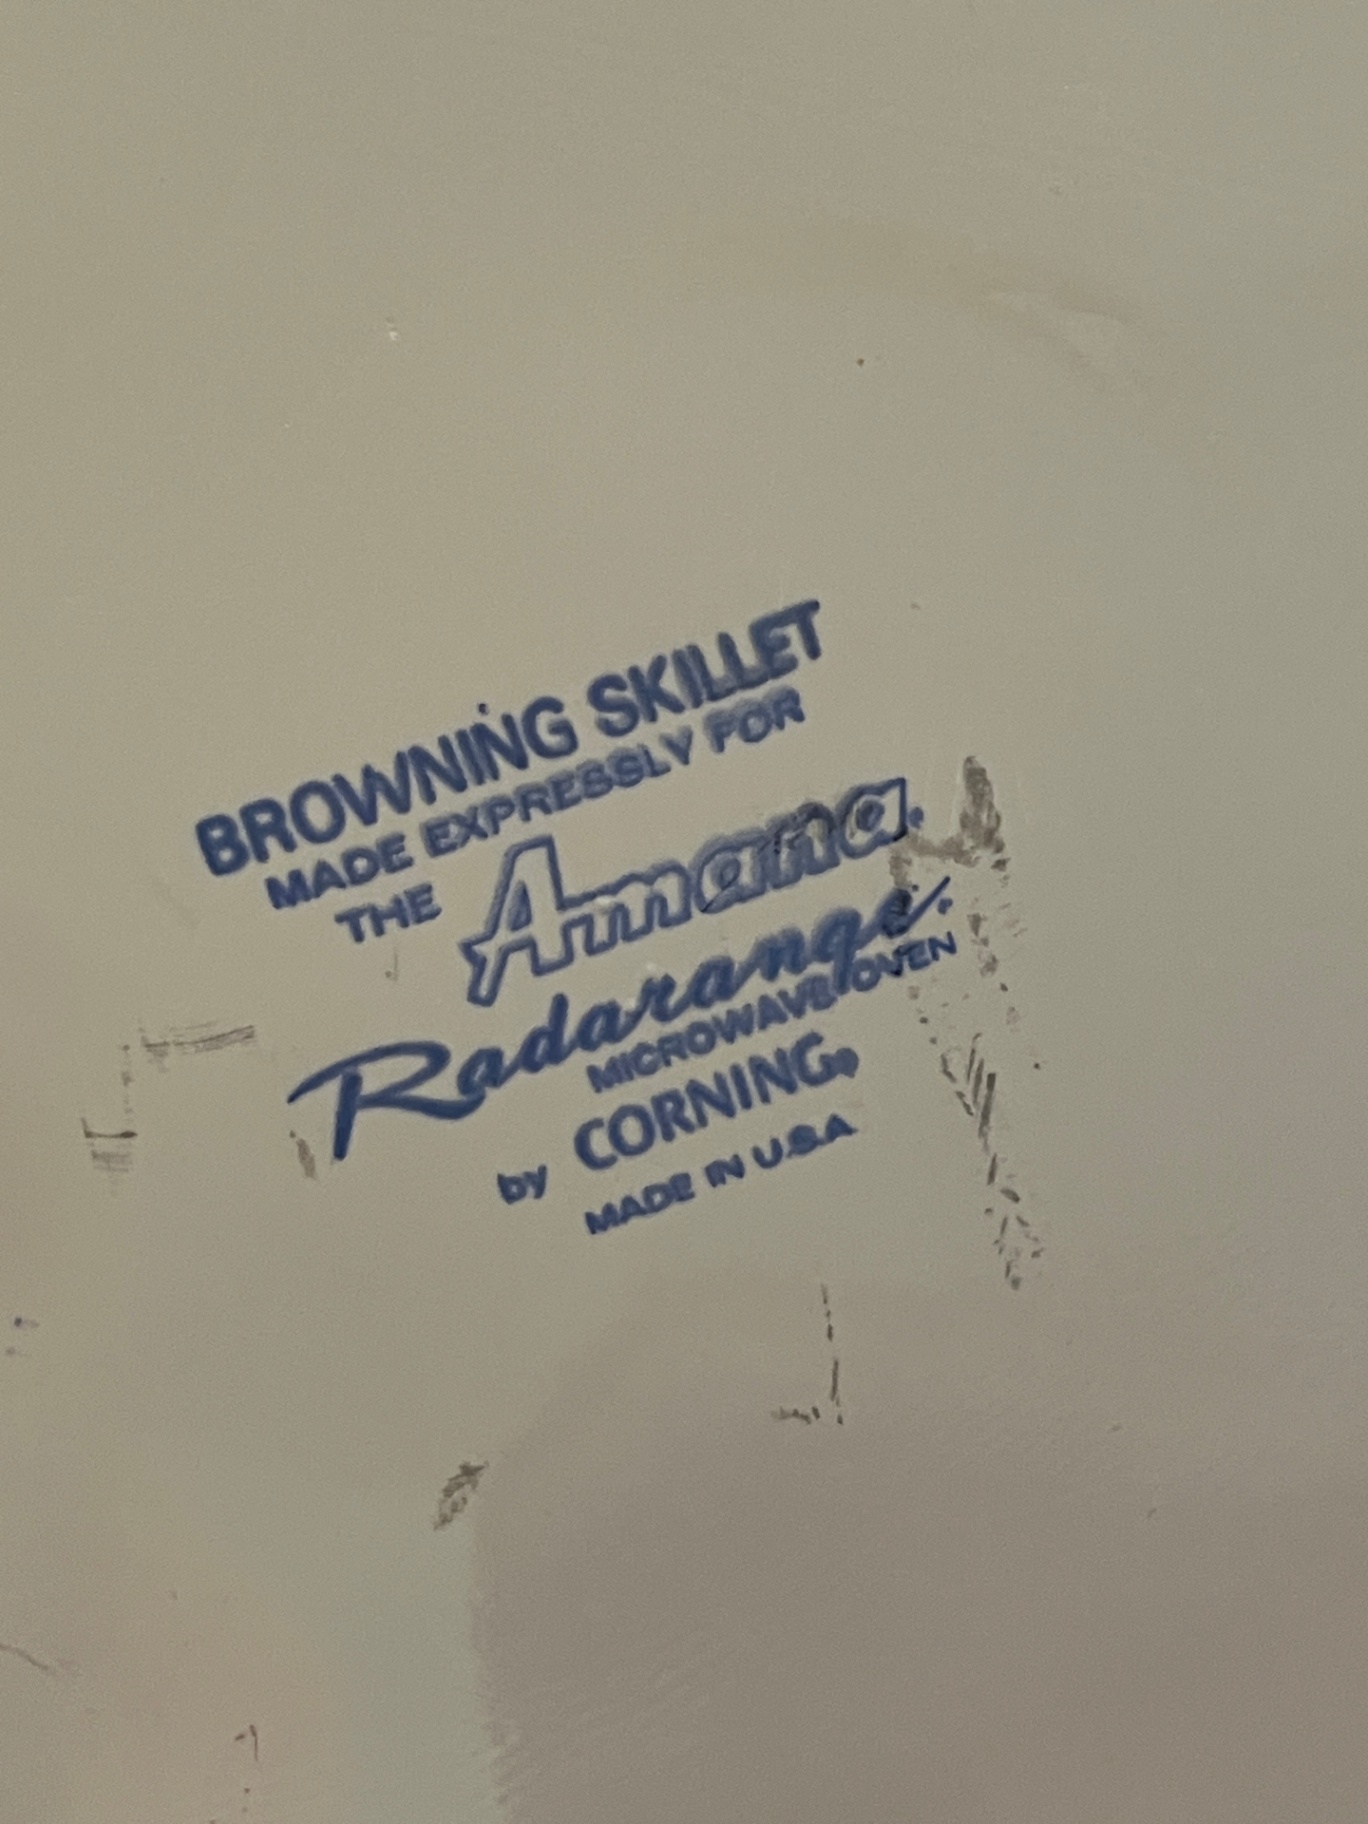 BROWNING SKILLET
MADE EXPRESSLY FOR
THE Amana.
Radarange.
MICROWAVE OVEN
by CORNING®
MADE IN U.S.A